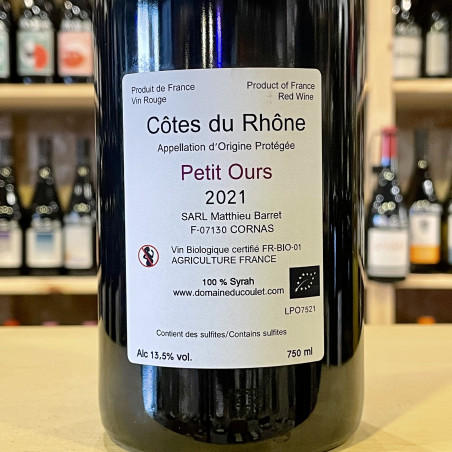 Produit de France Product of France
Vin Rouge Red Wine
Côtes du Rhône
Appellation d'Origine Protégée
Petit Ours
2021
SARL Matthieu Barret
F-07130 CORNAS
Vin Biologique certifié FR-BIO-01
AGRICULTURE FRANCE
100 % Syrah
www.domaineducoulet.com
LPO7521
Contient des sulfites/Contains sulfites
Alc 13,5% vol. 750 ml